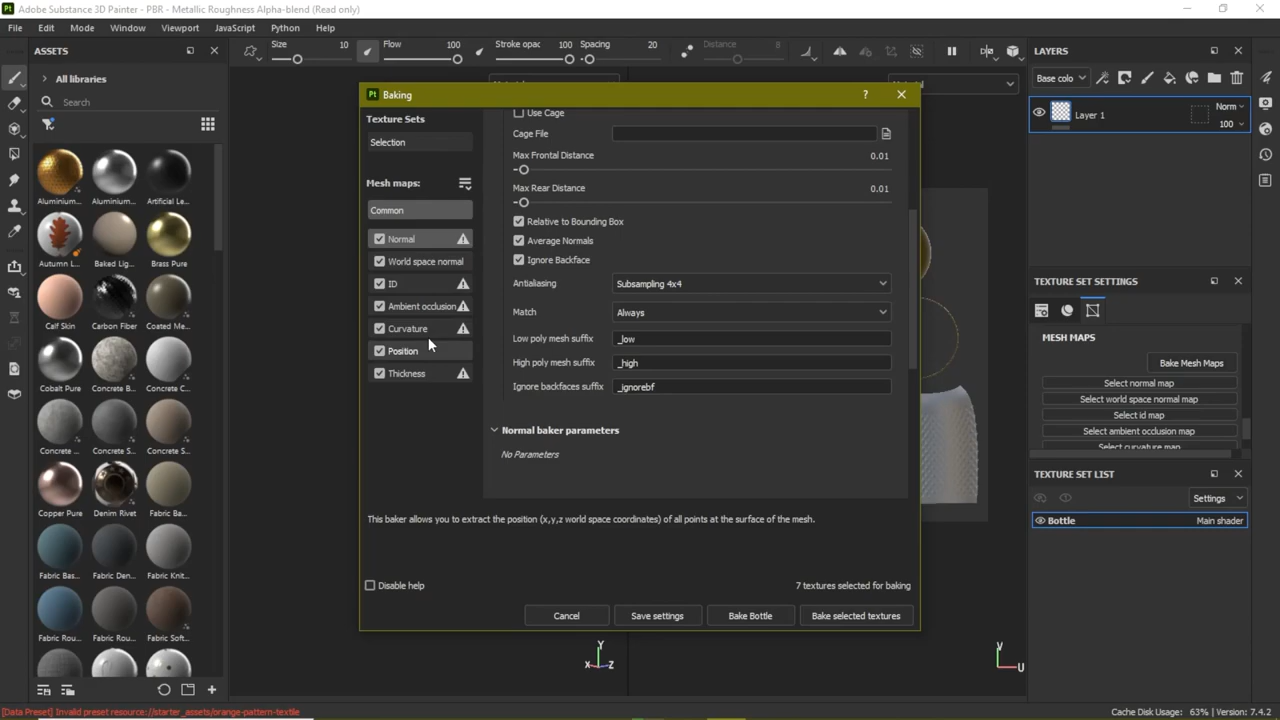 Adobe Substance 3D Painter - PBR - Metallic Roughness Alpha-blend (Read only)
File Edit Mode Window Viewport JavaScript Python Help
ASSETS
Size 10 Flow 100 Stroke opac 100 Spacing 20 Distance 8
LAYERS
All libraries
Search
Base colo
Layer 1
Norm
100
Aluminium... Aluminium... Artificial Le...
Autumn L... Baked Lig... Brass Pure
Calf Skin Carbon Fiber Coated Me...
Cobalt Pure Concrete B... Concrete C...
Concrete ... Concrete S... Concrete S...
Copper Pure Denim Rivet Fabric Ba...
Fabric Bas... Fabric Den... Fabric Knit...
Fabric Rou... Fabric Rou... Fabric Soft...
Pt Baking ?
Texture Sets
Selection
Mesh maps:
Common
Normal
World space normal
ID
Ambient occlusion
Curvature
Position
Thickness
Use Cage
Cage File
Max Frontal Distance 0.01
Max Rear Distance 0.01
Relative to Bounding Box
Average Normals
Ignore Backface
Antialiasing Subsampling 4x4
Match Always
Low poly mesh suffix _low
High poly mesh suffix _high
Ignore backfaces suffix _ignorebf
Normal baker parameters
No Parameters
This baker allows you to extract the position (x,y,z world space coordinates) of all points at the surface of the mesh.
Disable help
7 textures selected for baking
Cancel Save settings Bake Bottle Bake selected textures
TEXTURE SET SETTINGS
MESH MAPS
Bake Mesh Maps
Select normal map
Select world space normal map
Select id map
Select ambient occlusion map
Select curvature map
TEXTURE SET LIST
Settings
Bottle Main shader
Y
X Z
V
U
[Data Preset] Invalid preset resource://starter_assets/orange-pattern-textile
Cache Disk Usage: 63% | Version: 7.4.2